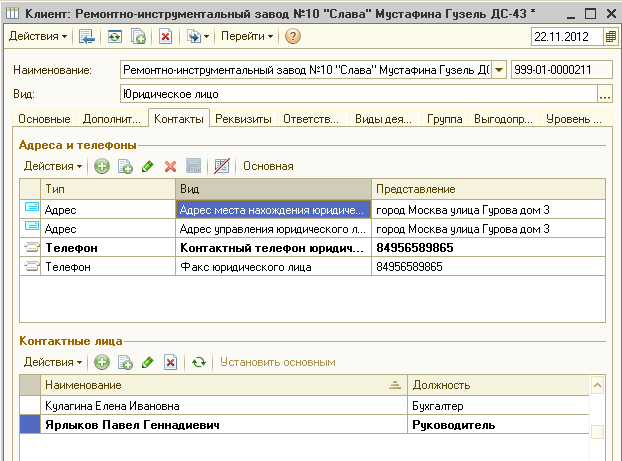 Клиент: Ремонтно-инструментальный завод №10 "Слава" Мустафина Гузель ДС-43 *
Действия Перейти 22.11.2012
Наименование: Ремонтно-инструментальный завод №10 "Слава" Мустафина Гузель Д( 999-01-0000211
Вид: Юридическое лицо ...
Основные Дополнит... Контакты Реквизиты Ответств... Виды дея... Группа Выгодопр... Уровень ...
Адреса и телефоны
Действия Основная
Тип Вид Представление
Адрес Адрес места нахождения юридиче... город Москва улица Гурова дом 3
Адрес Адрес управления юридического л... город Москва улица Гурова дом 3
Телефон Контактный телефон юридич... 84956589865
Телефон Факс юридического лица 84956589865
Контактные лица
Действия Установить основным
Наименование Должность
Кулагина Елена Ивановна Бухгалтер
Ярлыков Павел Геннадиевич Руководитель